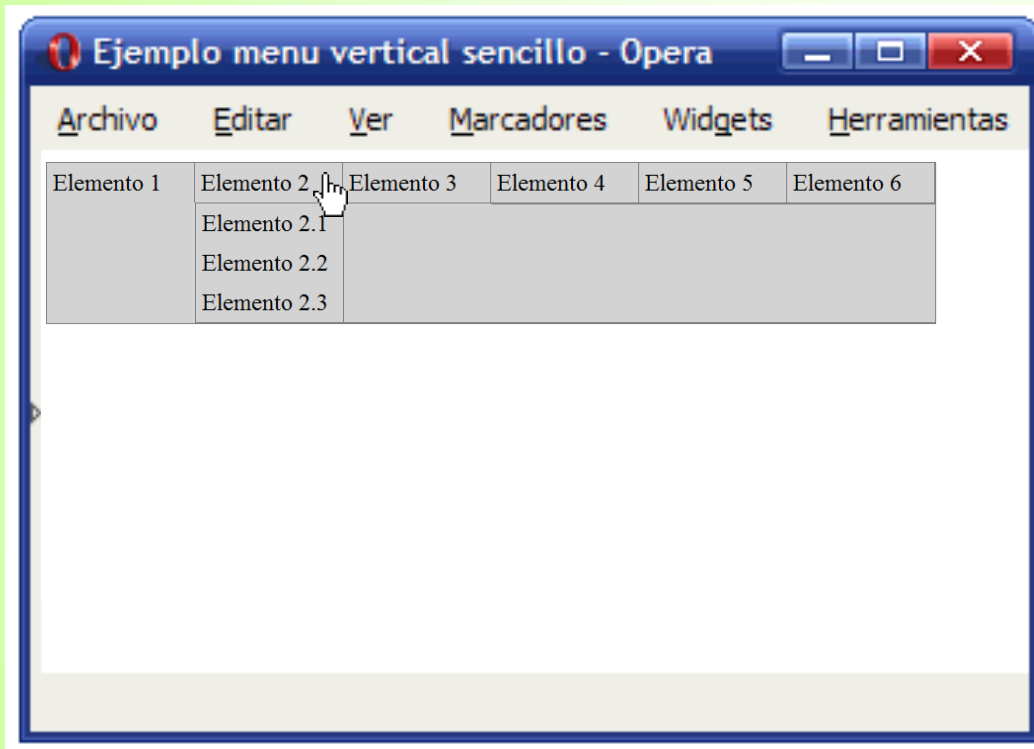 Ejemplo menu vertical sencillo - Opera
Archivo Editar Ver Marcadores Widgets Herramientas
Elemento 1 Elemento 2 Elemento 3 Elemento 4 Elemento 5 Elemento 6
Elemento 2.1
Elemento 2.2
Elemento 2.3